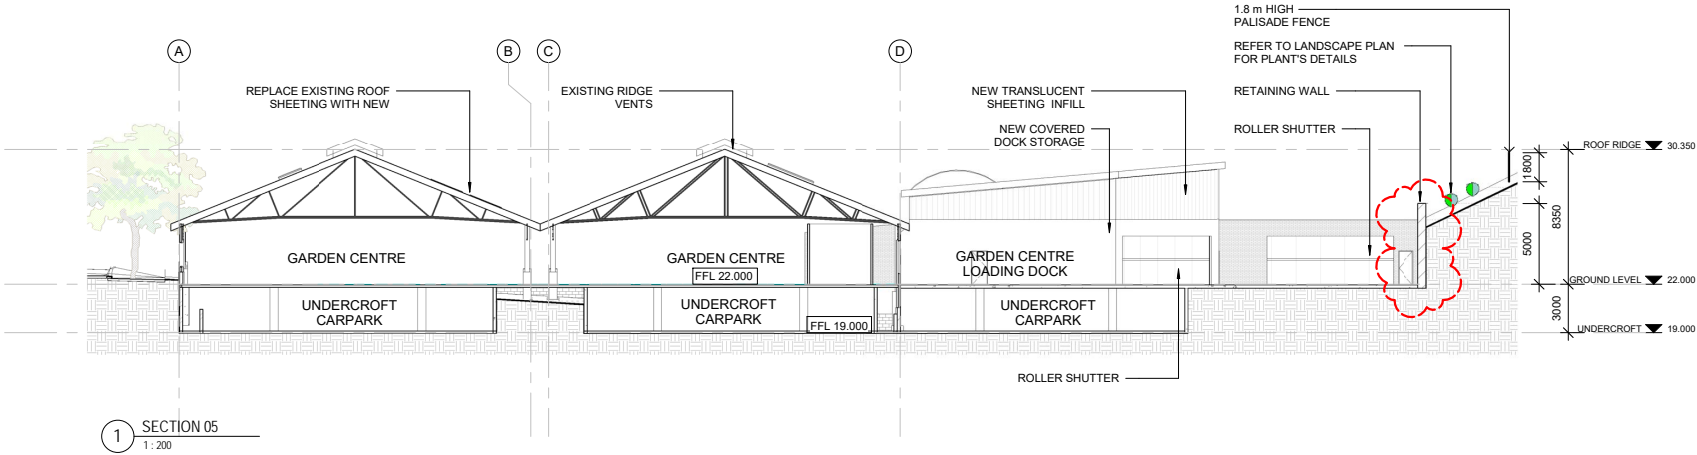 1.8 m HIGH
PALISADE FENCE
REFER TO LANDSCAPE PLAN
FOR PLANT'S DETAILS
A
B
C
D
REPLACE EXISTING ROOF
SHEETING WITH NEW
EXISTING RIDGE
VENTS
NEW TRANSLUCENT
SHEETING INFILL
RETAINING WALL
NEW COVERED
DOCK STORAGE
ROLLER SHUTTER
ROOF RIDGE 30.350
1800
8350
5000
GARDEN CENTRE
GARDEN CENTRE
FFL 22.000
GARDEN CENTRE
LOADING DOCK
GROUND LEVEL 22.000
UNDERCROFT
CARPARK
UNDERCROFT
CARPARK
UNDERCROFT
CARPARK
3000
FFL 19.000
UNDERCROFT 19.000
ROLLER SHUTTER
1 SECTION 05
1 : 200